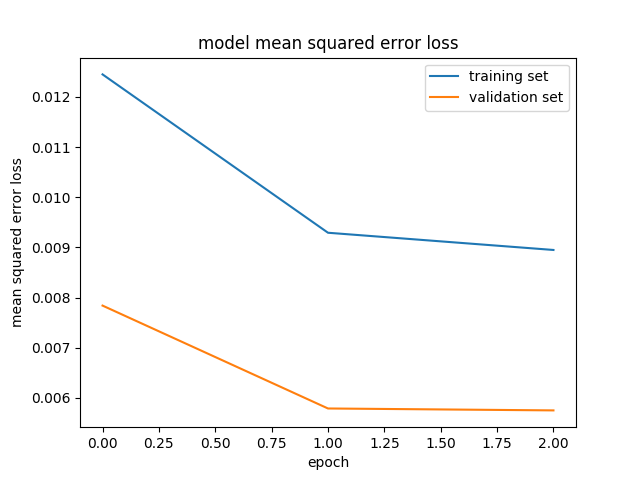 model mean squared error loss
training set
validation set
0.012
0.011
0.010
0.009
0.008
0.007
0.006
mean squared error loss
0.00 0.25 0.50 0.75 1.00 1.25 1.50 1.75 2.00
epoch